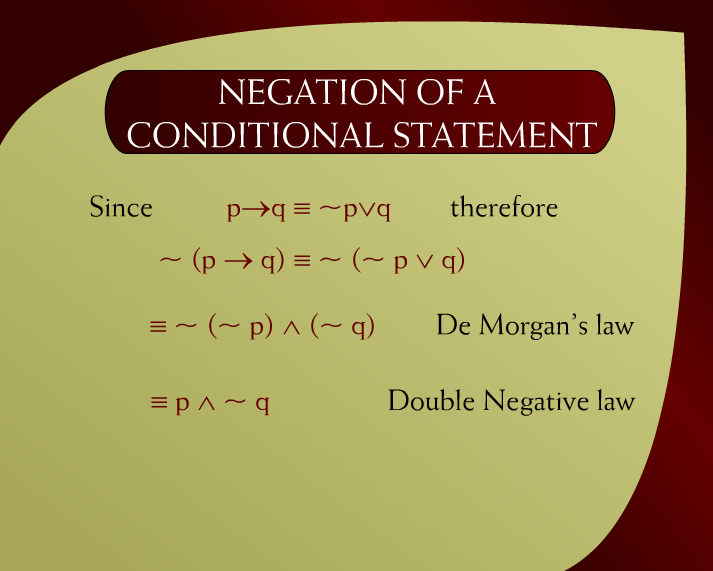 NEGATION OF A
CONDITIONAL STATEMENT
Since p→q ≡ ~p∨q therefore
~ (p → q) ≡ ~ (~ p ∨ q)
≡ ~ (~ p) ∧ (~ q) De Morgan’s law
≡ p ∧ ~ q Double Negative law